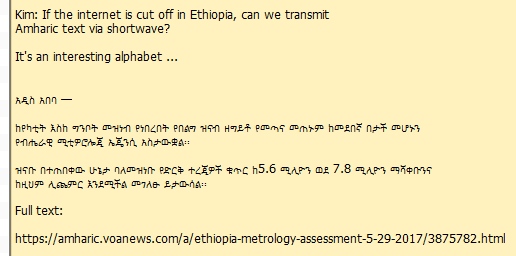 Kim: If the internet is cut off in Ethiopia, can we transmit
Amharic text via shortwave?
It's an interesting alphabet ...
አዲስ አበባ —
ከየካቲት እስከ ግንቦት መዝነብ የነበረበት የበልግ ዝናብ ዘግይቶ የመጣና መጠኑም ከመደበኛ በታች መሆኑን
የብሔራዊ ሚቲዎሮሎጂ ኤጄንሲ አስታውቋል፡፡
ዝናቡ በተጠበቀው ሁኔታ ባለመዝነቡ የድርቅ ተረጂዎች ቁጥር ከ5.6 ሚሊዮን ወደ 7.8 ሚሊዮን ማሻቀቡንና
ከዚህም ሊጨምር እንደሚችል መገለፁ ይታውሳል፡፡
Full text:
https://amharic.voanews.com/a/ethiopia-metrology-assessment-5-29-2017/3875782.html